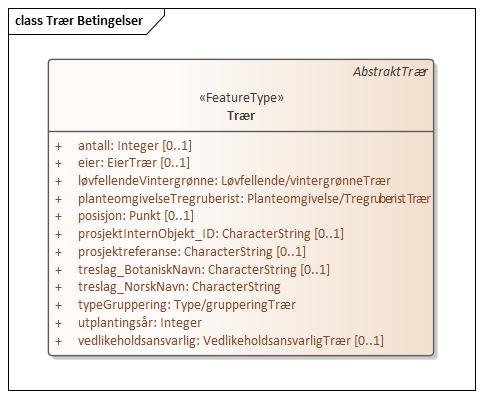 class Trær Betingelser
AbstraktTrær
«FeatureType»
Trær
+ antall: Integer [0..1]
+ eier: EierTrær [0..1]
+ løvfellendeVintergrønne: Løvfellende/vintergrønneTrær
+ planteomgivelseTregruberist: Planteomgivelse/TregruberistTrær
+ posisjon: Punkt [0..1]
+ prosjektInternObjekt_ID: CharacterString [0..1]
+ prosjektreferanse: CharacterString [0..1]
+ treslag_BotaniskNavn: CharacterString [0..1]
+ treslag_NorskNavn: CharacterString
+ typeGruppering: Type/grupperingTrær
+ utplantingsår: Integer
+ vedlikeholdsansvarlig: VedlikeholdsansvarligTrær [0..1]